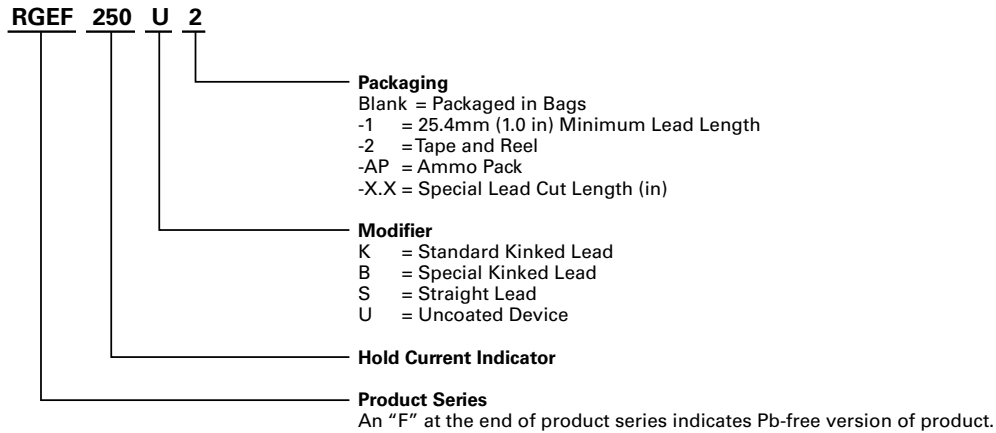 RGEF 250 U 2
Packaging
Blank = Packaged in Bags
-1 = 25.4mm (1.0 in) Minimum Lead Length
-2 =Tape and Reel
-AP = Ammo Pack
-X.X = Special Lead Cut Length (in)
Modifier
K = Standard Kinked Lead
B = Special Kinked Lead
S = Straight Lead
U = Uncoated Device
Hold Current Indicator
Product Series
An “F” at the end of product series indicates Pb-free version of product.